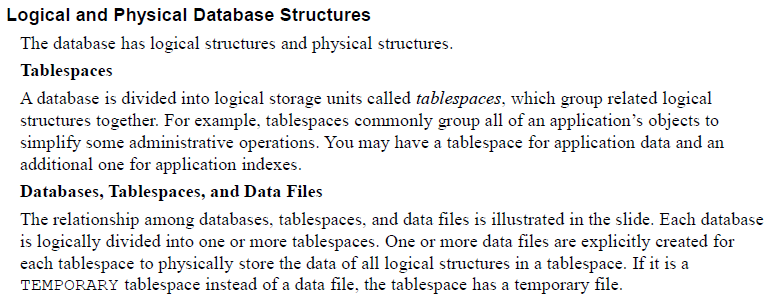 Logical and Physical Database Structures
The database has logical structures and physical structures.
Tablespaces
A database is divided into logical storage units called tablespaces, which group related logical
structures together. For example, tablespaces commonly group all of an application’s objects to
simplify some administrative operations. You may have a tablespace for application data and an
additional one for application indexes.
Databases, Tablespaces, and Data Files
The relationship among databases, tablespaces, and data files is illustrated in the slide. Each database
is logically divided into one or more tablespaces. One or more data files are explicitly created for
each tablespace to physically store the data of all logical structures in a tablespace. If it is a
TEMPORARY tablespace instead of a data file, the tablespace has a temporary file.